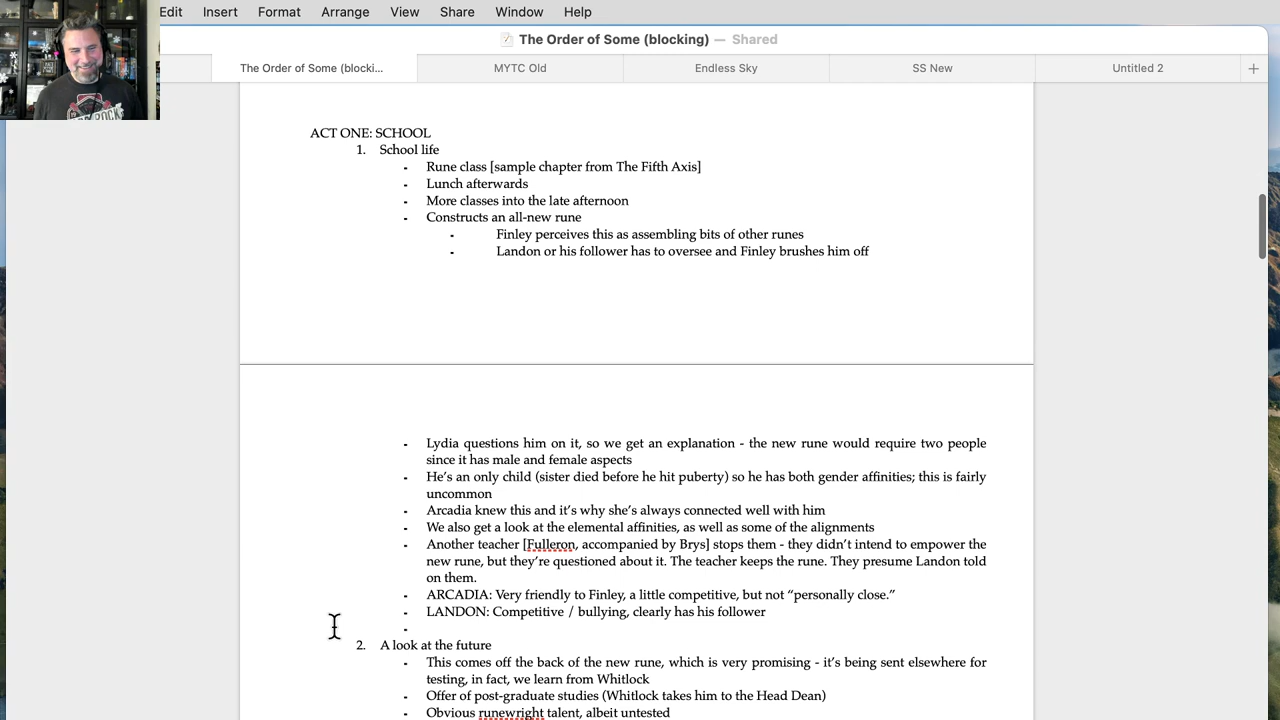 Edit Insert Format Arrange View Share Window Help
The Order of Some (blocking) — Shared
The Order of Some (blocki... MYTC Old Endless Sky SS New Untitled 2 +
ACT ONE: SCHOOL
1. School life
- Rune class [sample chapter from The Fifth Axis]
- Lunch afterwards
- More classes into the late afternoon
- Constructs an all-new rune
- Finley perceives this as assembling bits of other runes
- Landon or his follower has to oversee and Finley brushes him off
- Lydia questions him on it, so we get an explanation - the new rune would require two people
since it has male and female aspects
- He's an only child (sister died before he hit puberty) so he has both gender affinities; this is fairly
uncommon
- Arcadia knew this and it's why she's always connected well with him
- We also get a look at the elemental affinities, as well as some of the alignments
- Another teacher [Fulleron, accompanied by Brys] stops them - they didn't intend to empower the
new rune, but they're questioned about it. The teacher keeps the rune. They presume Landon told
on them.
- ARCADIA: Very friendly to Finley, a little competitive, but not “personally close.”
- LANDON: Competitive / bullying, clearly has his follower
-
2. A look at the future
- This comes off the back of the new rune, which is very promising - it's being sent elsewhere for
testing, in fact, we learn from Whitlock
- Offer of post-graduate studies (Whitlock takes him to the Head Dean)
- Obvious runewright talent, albeit untested